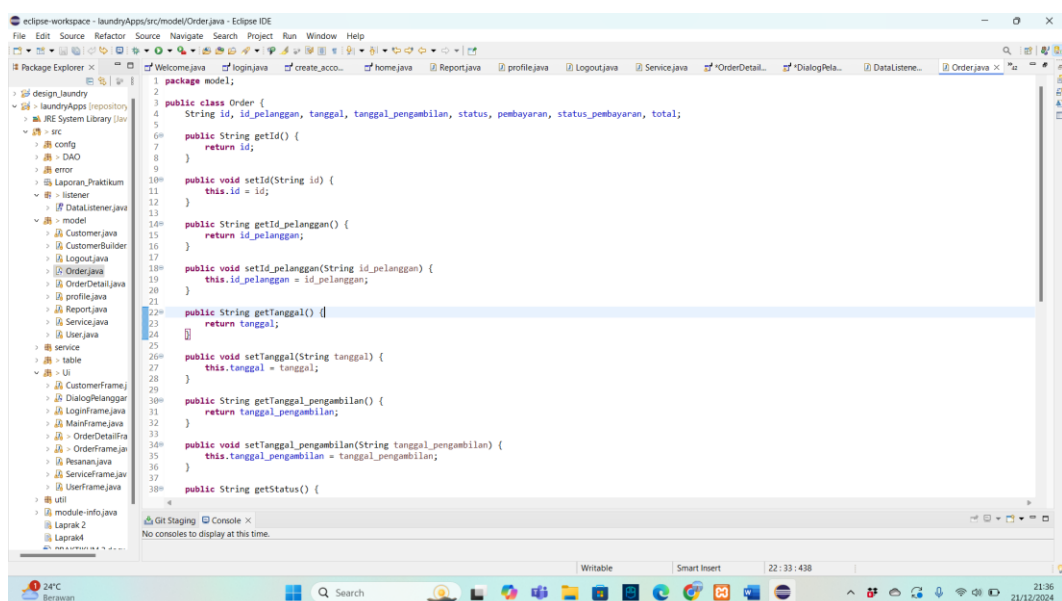 eclipse-workspace - laundryApps/src/model/Order.java - Eclipse IDE
File Edit Source Refactor Source Navigate Search Project Run Window Help
Package Explorer
Welcome.java login.java create_acco... home.java Report.java profile.java Logout.java Service.java *OrderDetail... *DialogPela... DataListene... Order.java
design_laundry
> laundryApps [repository
JRE System Library [Jav
> src
confg
> DAO
error
Laporan_Praktikum
> listener
DataListener.java
> model
Customer.java
CustomerBuilder
Logout.java
Order.java
OrderDetail.java
profile.java
Report.java
Service.java
User.java
service
> table
> Ui
CustomerFrame.j
DialogPelanggar
LoginFrame.java
MainFrame.java
> OrderDetailFra
> OrderFrame.jav
Pesanan.java
ServiceFrame.jav
UserFrame.java
util
module-info.java
Laprak 2
Laprak4
1 package model;
2
3 public class Order {
4 String id, id_pelanggan, tanggal, tanggal_pengambilan, status, pembayaran, status_pembayaran, total;
5
6 public String getId() {
7 return id;
8 }
9
10 public void setId(String id) {
11 this.id = id;
12 }
13
14 public String getId_pelanggan() {
15 return id_pelanggan;
16 }
17
18 public void setId_pelanggan(String id_pelanggan) {
19 this.id_pelanggan = id_pelanggan;
20 }
21
22 public String getTanggal() {
23 return tanggal;
24 }
25
26 public void setTanggal(String tanggal) {
27 this.tanggal = tanggal;
28 }
29
30 public String getTanggal_pengambilan() {
31 return tanggal_pengambilan;
32 }
33
34 public void setTanggal_pengambilan(String tanggal_pengambilan) {
35 this.tanggal_pengambilan = tanggal_pengambilan;
36 }
37
38 public String getStatus() {
Git Staging Console
No consoles to display at this time.
Writable Smart Insert 22 : 33 : 438
1
24°C
Berawan
Search
21:36
21/12/2024